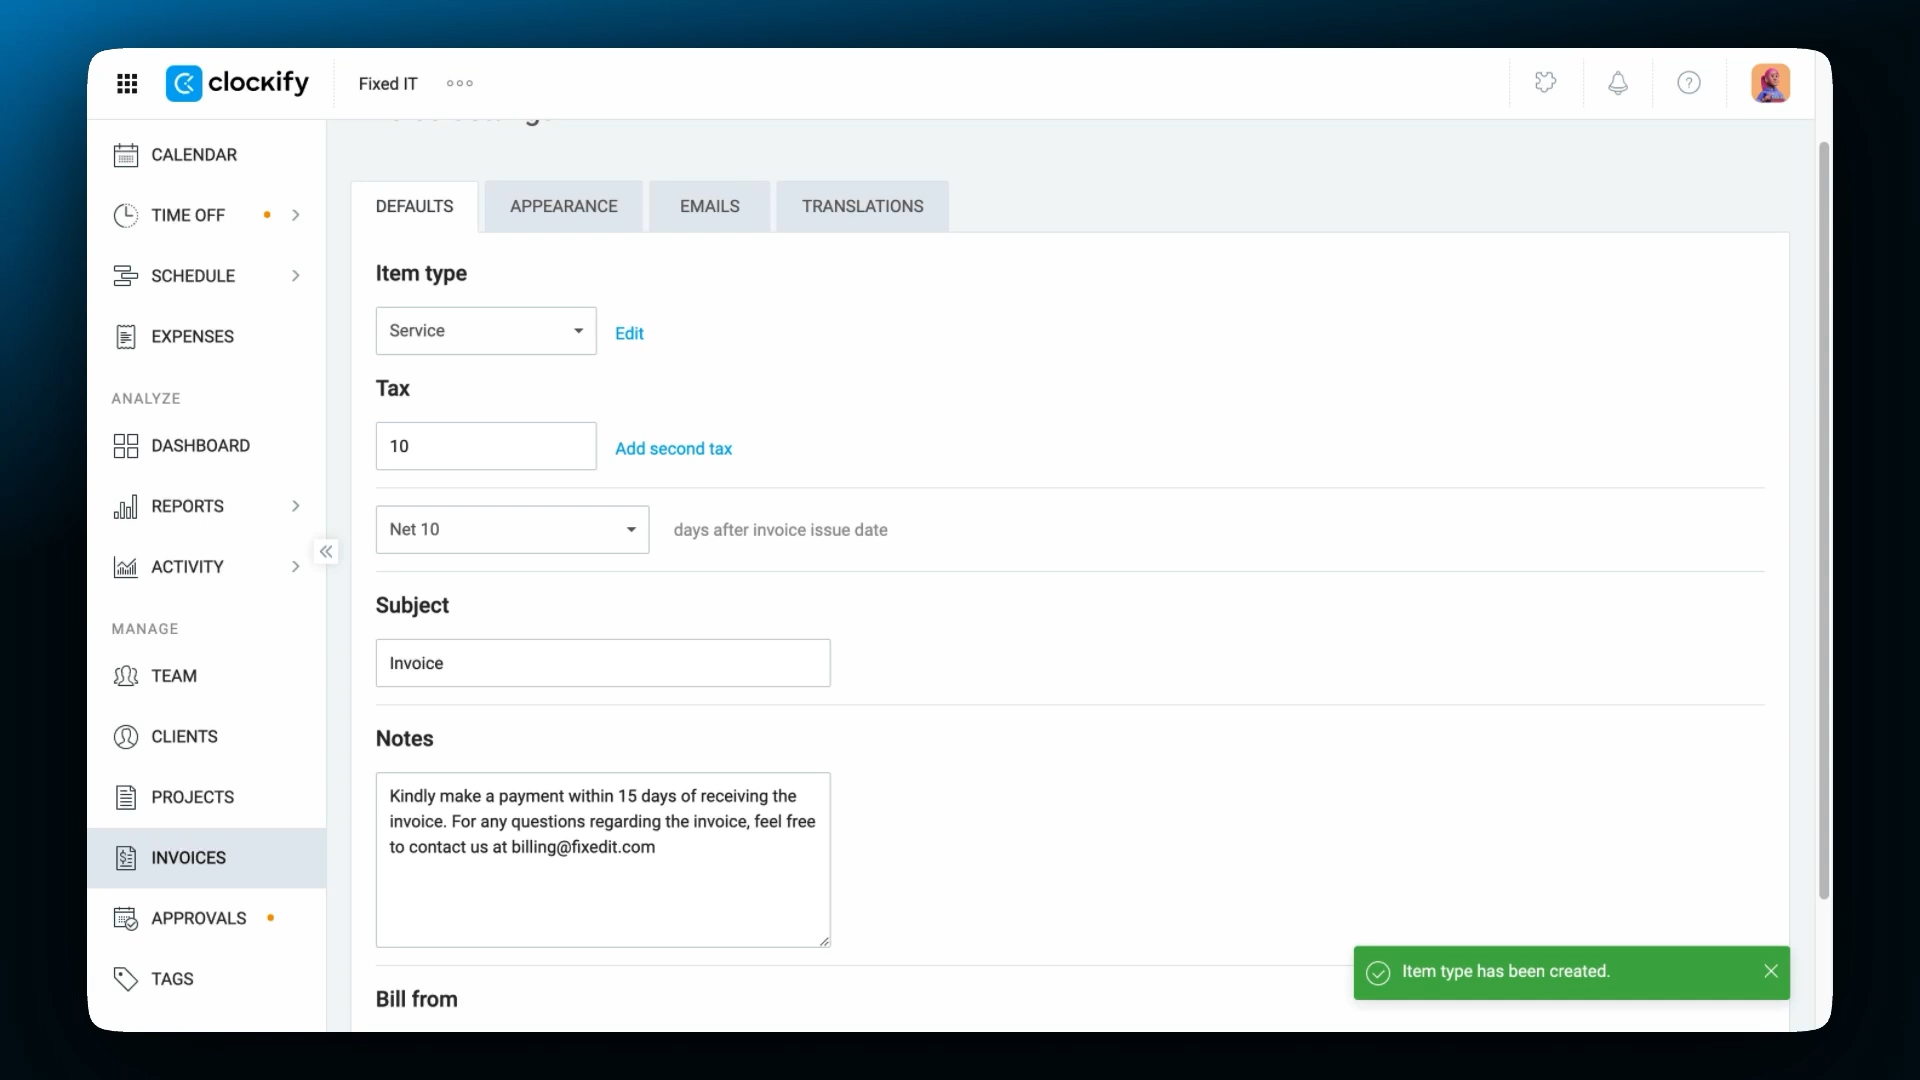 clockify
Fixed IT
CALENDAR
TIME OFF
SCHEDULE
EXPENSES
ANALYZE
DASHBOARD
REPORTS
ACTIVITY
MANAGE
TEAM
CLIENTS
PROJECTS
INVOICES
APPROVALS
TAGS
DEFAULTS
APPEARANCE
EMAILS
TRANSLATIONS
Item type
Service
Edit
Tax
10
Add second tax
Net 10
days after invoice issue date
Subject
Invoice
Notes
Kindly make a payment within 15 days of receiving the
invoice. For any questions regarding the invoice, feel free
to contact us at billing@fixedit.com
Bill from
Item type has been created.